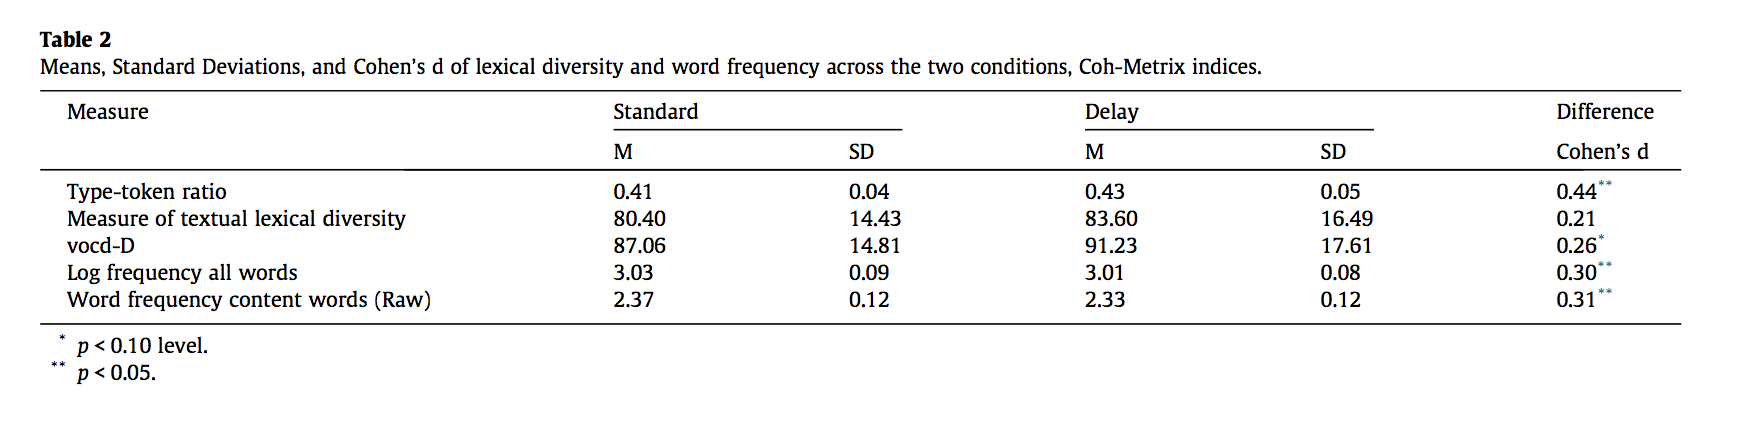 Table 2
Means, Standard Deviations, and Cohen's d of lexical diversity and word frequency across the two conditions, Coh-Metrix indices.
Measure Standard Delay Difference
M SD M SD Cohen's d
Type-token ratio 0.41 0.04 0.43 0.05 0.44**
Measure of textual lexical diversity 80.40 14.43 83.60 16.49 0.21
vocd-D 87.06 14.81 91.23 17.61 0.26*
Log frequency all words 3.03 0.09 3.01 0.08 0.30**
Word frequency content words (Raw) 2.37 0.12 2.33 0.12 0.31**
* p < 0.10 level.
** p < 0.05.